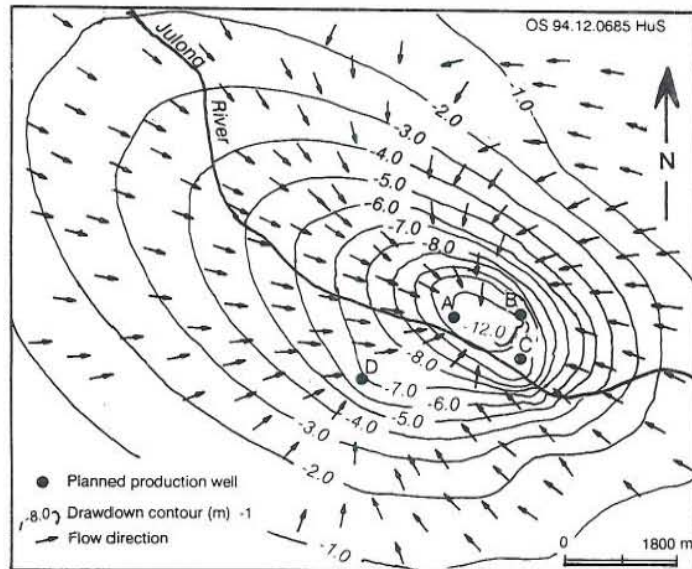 OS 94.12.0685 HuS
Julong
River
-1.0
-2.0
-3.0
-4.0
-5.0
-6.0
-7.0
-8.0
N
A
B
-12.0
C
D
-8.0
-7.0
-6.0
-5.0
-4.0
-3.0
-2.0
-1.0
Planned production well
-8.0 Drawdown contour (m) -1
Flow direction
0 1800 m